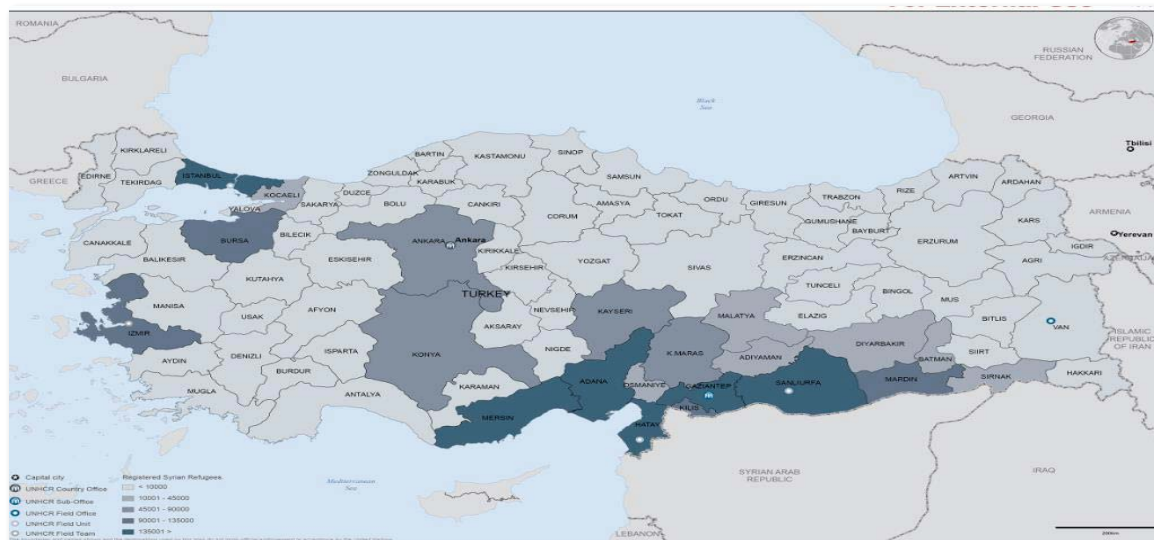 ROMANIA
RUSSIAN
FEDERATION
BULGARIA
Black
Sea
GEORGIA
Tbilisi
KIRKLARELI
BARTIN
KASTAMONU
SINOP
ZONGULDAK
SAMSUN
ARTVIN
ARDAHAN
EDIRNE
TEKIRDAG
ISTANBUL
KOCAELI
DUZCE
KARABUK
GREECE
SAKARYA
BOLU
CANKIRI
CORUM
AMASYA
TOKAT
ORDU
GIRESUN
TRABZON
RIZE
KARS
ARMENIA
YALOVA
GUMUSHANE
BAYBURT
Yerevan
CANAKKALE
BURSA
BILECIK
ANKARA
Ankara
KIRIKKALE
ERZURUM
IGDIR
BALIKESIR
ESKISEHIR
YOZGAT
SIVAS
ERZINCAN
AGRI
KUTAHYA
KIRSEHIR
TUNCELI
BINGOL
MANISA
USAK
AFYON
TURKEY
NEVSEHIR
KAYSERI
MALATYA
ELAZIG
MUS
BITLIS
VAN
ISLAMIC
REPUBLIC
OF IRAN
IZMIR
AKSARAY
NIGDE
K.MARAS
ADIYAMAN
DIYARBAKIR
BATMAN
SIIRT
HAKKARI
AYDIN
DENIZLI
ISPARTA
KONYA
BURDUR
KARAMAN
ADANA
OSMANIYE
GAZIANTEP
SANLIURFA
MARDIN
SIRNAK
MUGLA
ANTALYA
MERSIN
KILIS
HATAY
SYRIAN ARAB
REPUBLIC
IRAQ
Mediterranean
Sea
LEBANON
Capital city
UNHCR Country Office
UNHCR Sub-Office
UNHCR Field Office
UNHCR Field Unit
UNHCR Field Team
Registered Syrian Refugees
< 10000
10001 - 45000
45001 - 90000
90001 - 135000
135001 >